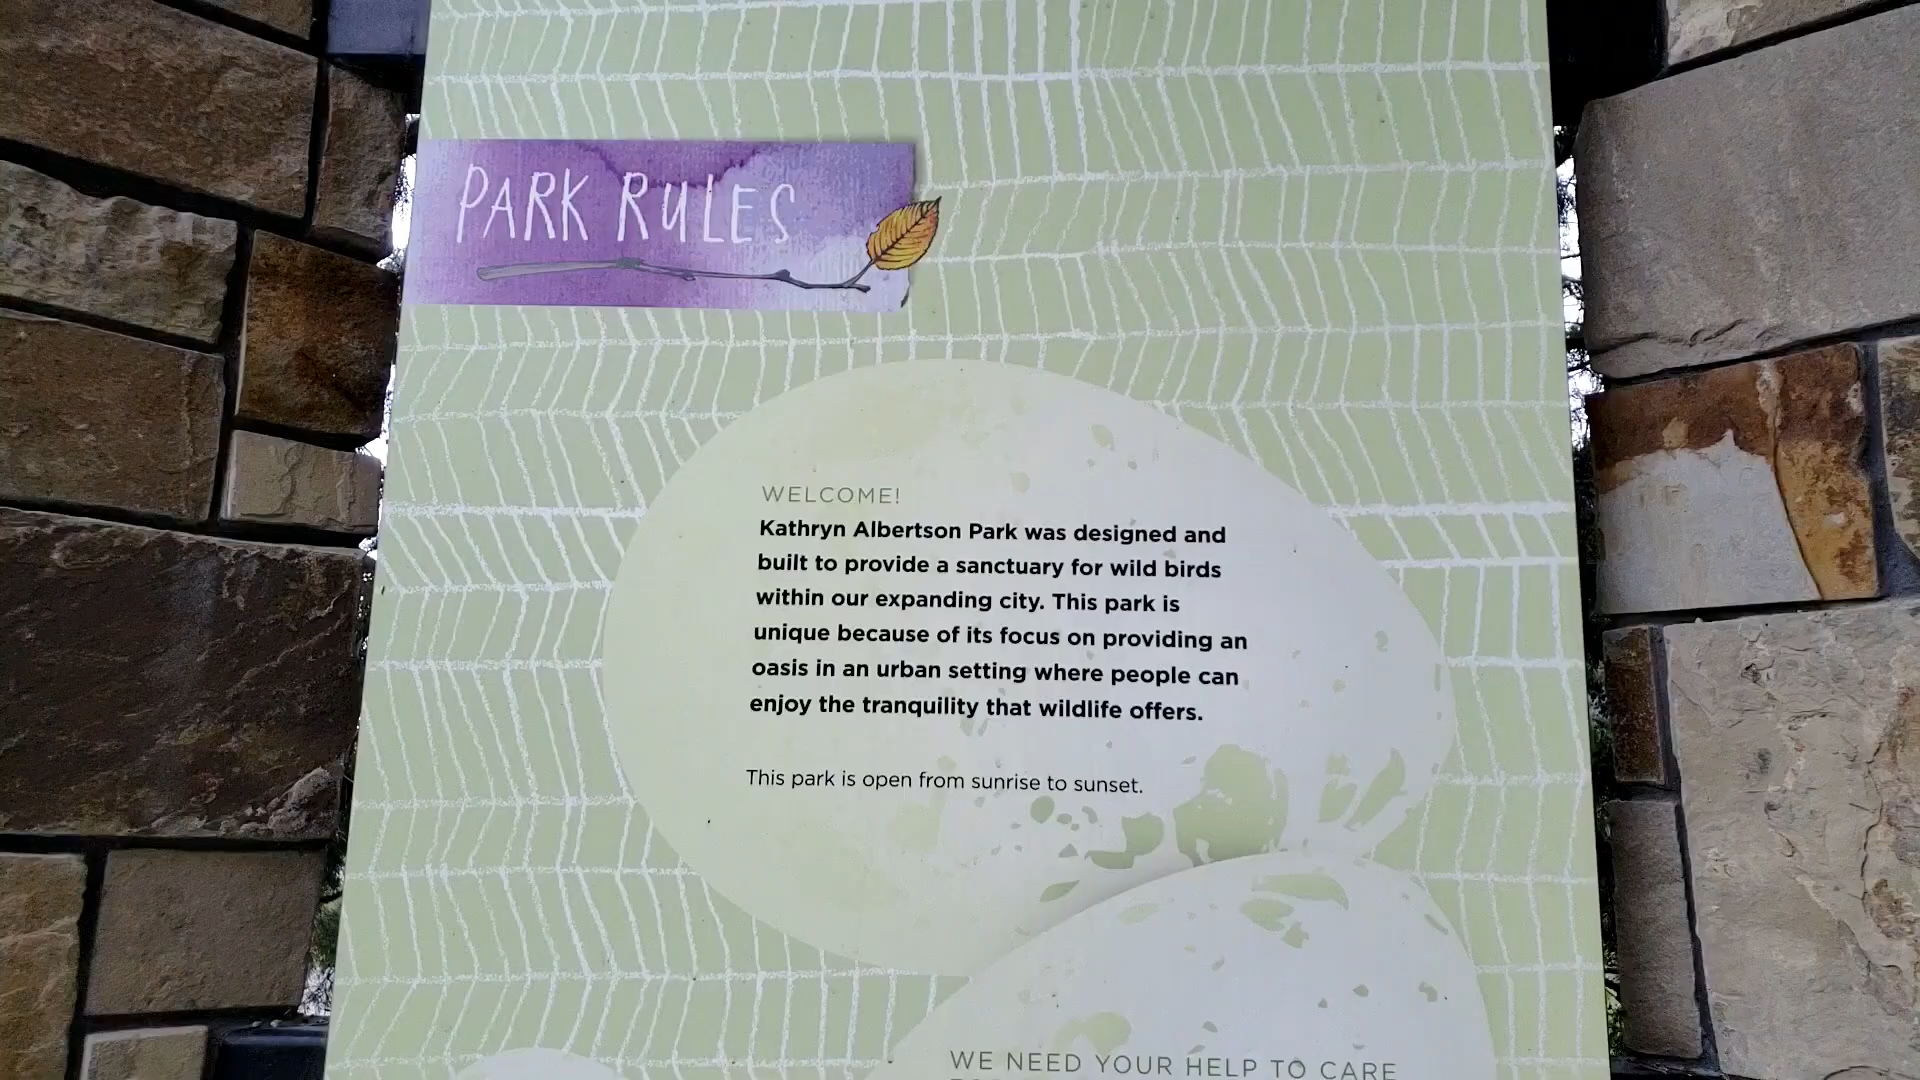 PARK RULES
WELCOME!
Kathryn Albertson Park was designed and
built to provide a sanctuary for wild birds
within our expanding city. This park is
unique because of its focus on providing an
oasis in an urban setting where people can
enjoy the tranquility that wildlife offers.
This park is open from sunrise to sunset.
WE NEED YOUR HELP TO CARE